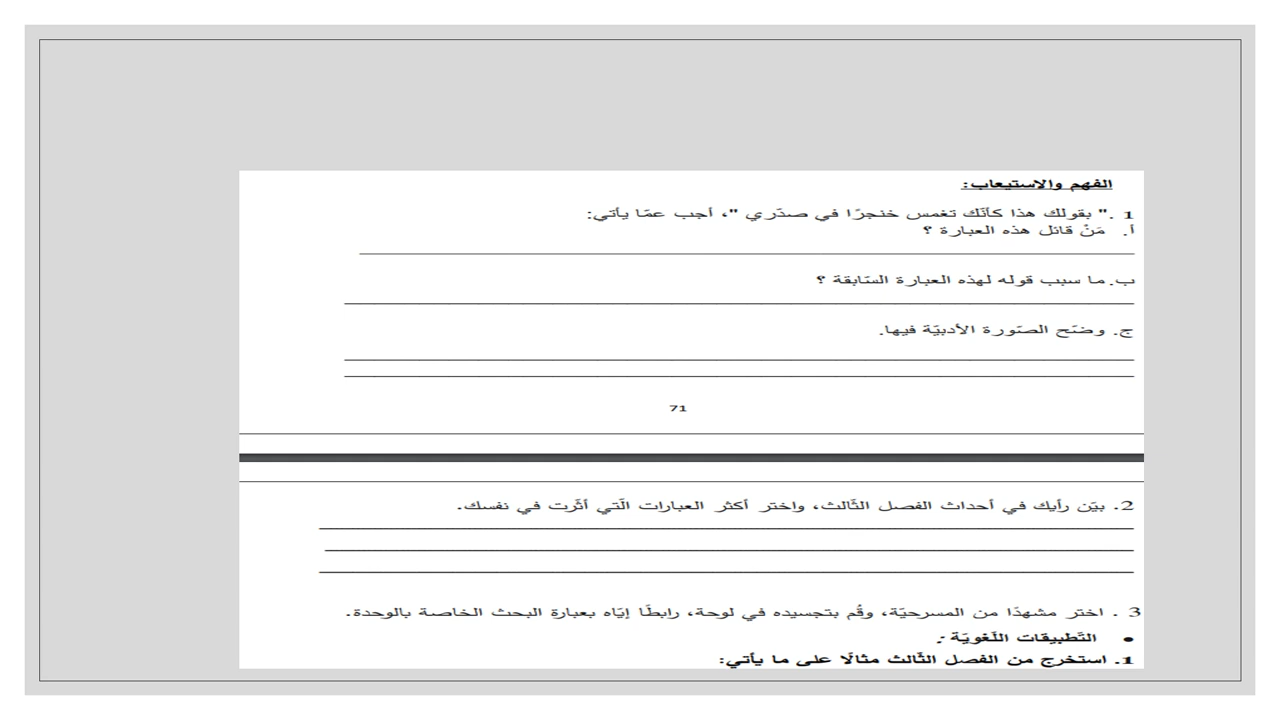 الفهم والاستيعاب:
1 ." بقولك هذا كأنّك تغمس خنجرًا في صدري "، أجب عمّا يأتي:
أ. مَنْ قائل هذه العبارة ؟
ب. ما سبب قوله لهذه العبارة السّابقة ؟
ج. وضّح الصّورة الأدبيّة فيها.
71
2. بيّن رأيك في أحداث الفصل الثّالث، واختر أكثر العبارات الّتي أثّرت في نفسك.
3 . اختر مشهدًا من المسرحيّة، وقُم بتجسيده في لوحة، رابطًا إيّاه بعبارة البحث الخاصة بالوحدة.
• التّطبيقات اللّغويّة :-
1. استخرج من الفصل الثّالث مثالًا على ما يأتي: